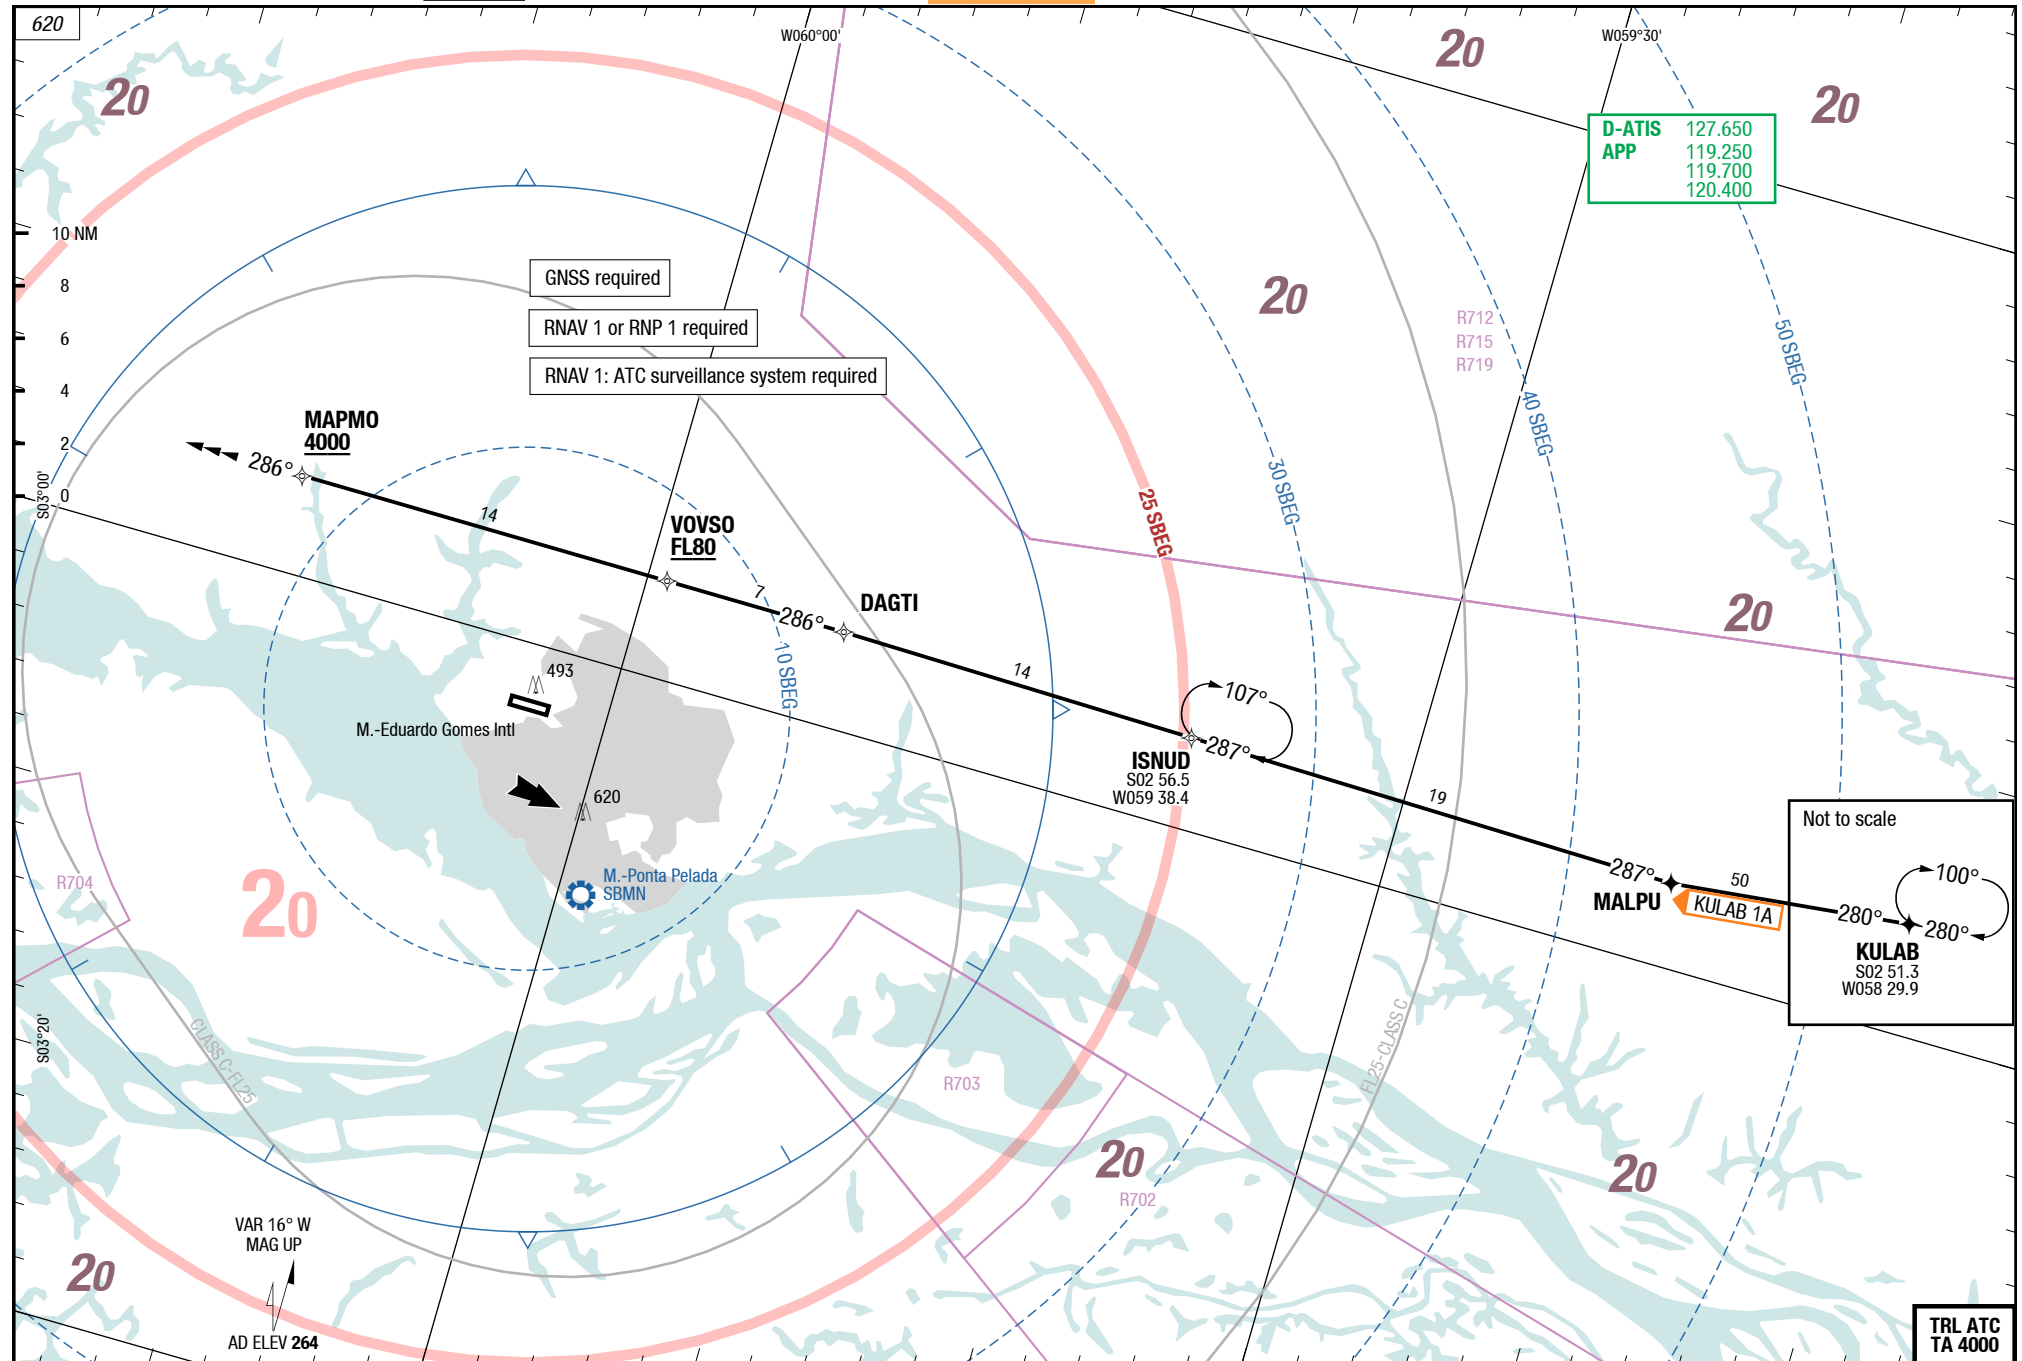 620
W060°00'
W059°30'
20
20
20
D-ATIS 127.650
APP 119.250
119.700
120.400
10 NM
8
6
4
2
0
GNSS required
RNAV 1 or RNP 1 required
RNAV 1: ATC surveillance system required
20
R712
R715
R719
50 SBEG
40 SBEG
30 SBEG
25 SBEG
10 SBEG
MAPMO
4000
286°
14
S03°00'
VOVSO
FL80
7
286°
DAGTI
14
20
493
M.-Eduardo Gomes Intl
620
107°
287°
ISNUD
S02 56.5
W059 38.4
19
Not to scale
287°
MALPU
50
KULAB 1A
280°
100°
280°
KULAB
S02 51.3
W058 29.9
M.-Ponta Pelada
SBMN
R704
20
S03°20'
CLASS C-FL25
FL25-CLASS C
R703
20
R702
20
VAR 16° W
MAG UP
20
AD ELEV 264
TRL ATC
TA 4000